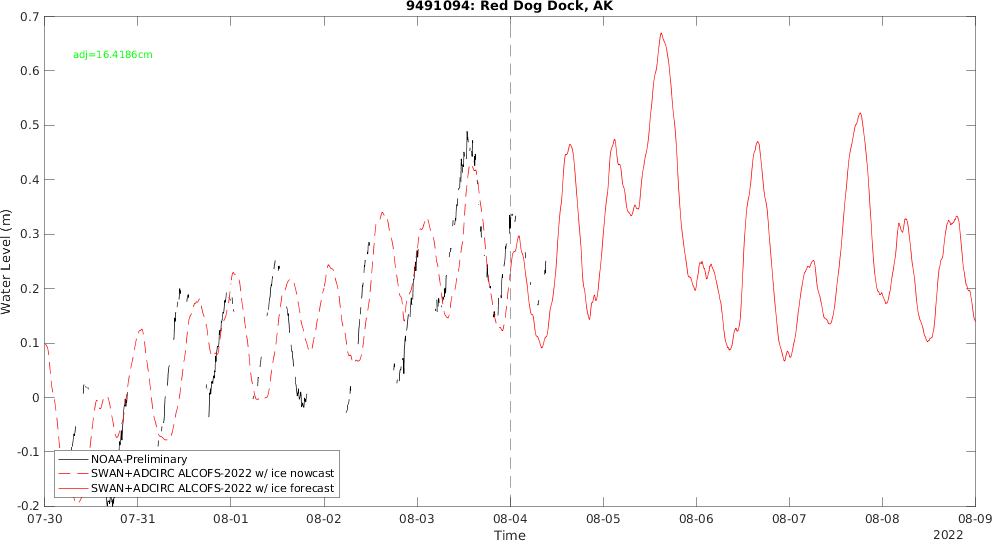 9491094: Red Dog Dock, AK
adj=16.4186cm
0.7
0.6
0.5
0.4
0.3
0.2
0.1
0
-0.1
-0.2
Water Level (m)
NOAA-Preliminary
SWAN+ADCIRC ALCOFS-2022 w/ ice nowcast
SWAN+ADCIRC ALCOFS-2022 w/ ice forecast
07-30 07-31 08-01 08-02 08-03 08-04 08-05 08-06 08-07 08-08 08-09
Time
2022